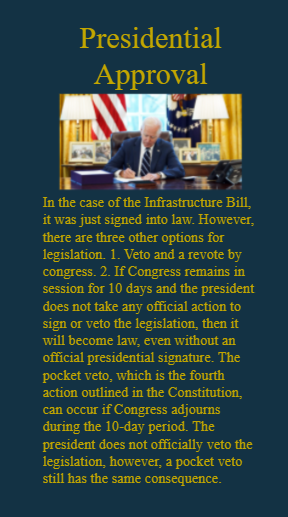 Presidential
Approval
In the case of the Infrastructure Bill,
it was just signed into law. However,
there are three other options for
legislation. 1. Veto and a revote by
congress. 2. If Congress remains in
session for 10 days and the president
does not take any official action to
sign or veto the legislation, then it
will become law, even without an
official presidential signature. The
pocket veto, which is the fourth
action outlined in the Constitution,
can occur if Congress adjourns
during the 10-day period. The
president does not officially veto the
legislation, however, a pocket veto
still has the same consequence.